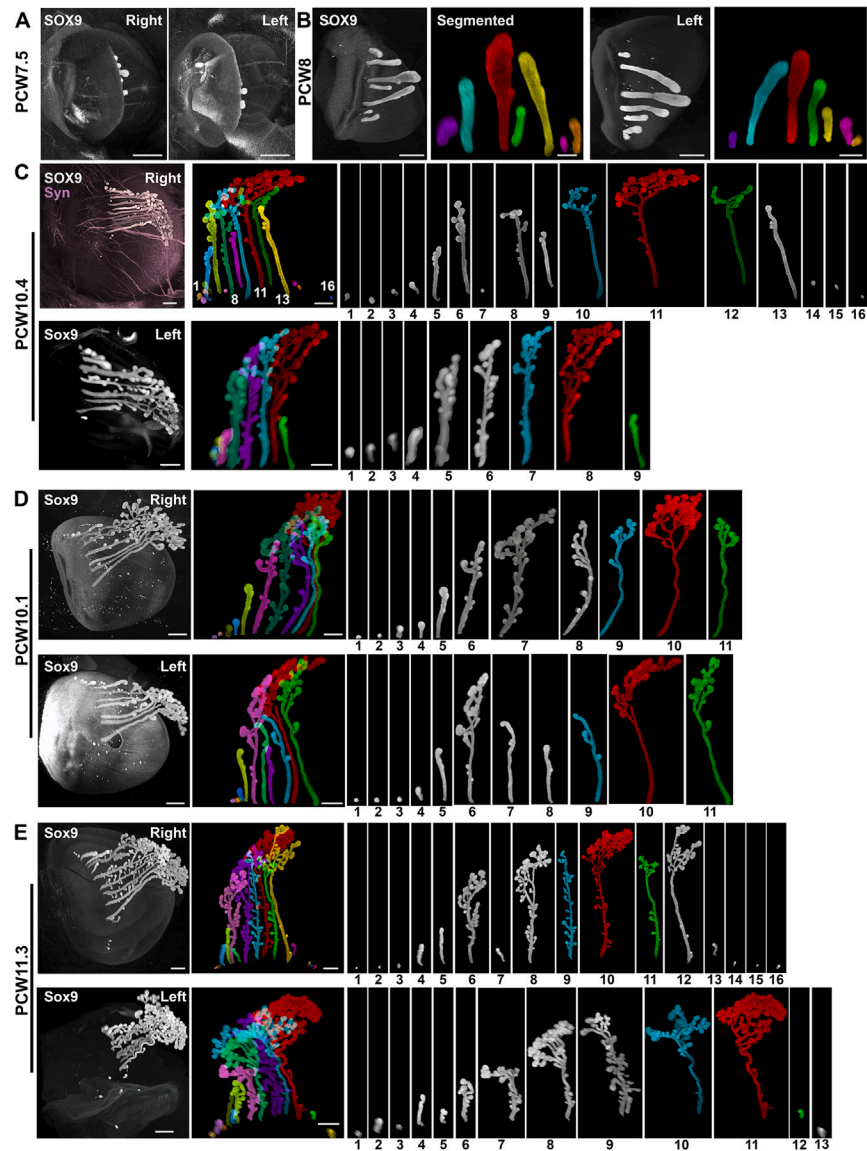 A
SOX9
Right
Left
PCW7.5
B
SOX9
Segmented
Left
PCW8
C
SOX9
Right
Syn
1
8
11
13
16
1 2 3 4 5 6 7 8 9 10 11 12 13 14 15 16
PCW10.4
Sox9
Left
1 2 3 4 5 6 7 8 9
D
Sox9
Right
1 2 3 4 5 6 7 8 9 10 11
PCW10.1
Sox9
Left
1 2 3 4 5 6 7 8 9 10 11
E
Sox9
Right
1 2 3 4 5 6 7 8 9 10 11 12 13 14 15 16
PCW11.3
Sox9
Left
1 2 3 4 5 6 7 8 9 10 11 12 13